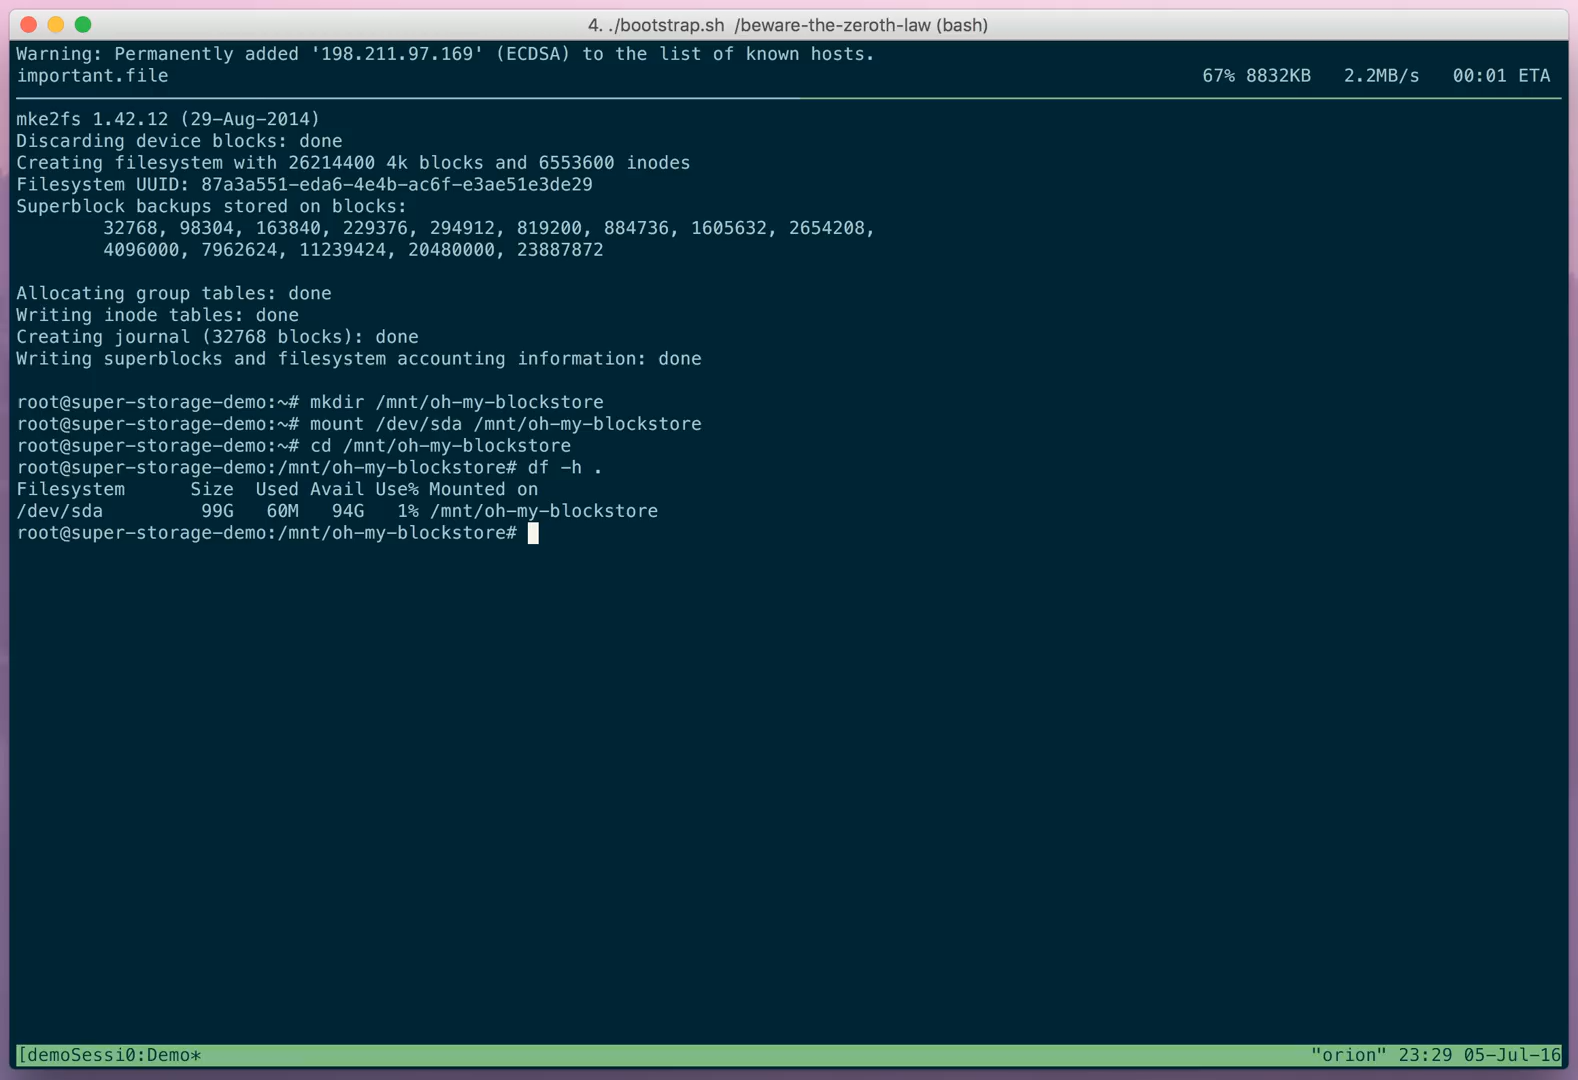 4. ./bootstrap.sh /beware-the-zeroth-law (bash)
Warning: Permanently added '198.211.97.169' (ECDSA) to the list of known hosts.
important.file 67% 8832KB 2.2MB/s 00:01 ETA
mke2fs 1.42.12 (29-Aug-2014)
Discarding device blocks: done
Creating filesystem with 26214400 4k blocks and 6553600 inodes
Filesystem UUID: 87a3a551-eda6-4e4b-ac6f-e3ae51e3de29
Superblock backups stored on blocks:
32768, 98304, 163840, 229376, 294912, 819200, 884736, 1605632, 2654208,
4096000, 7962624, 11239424, 20480000, 23887872
Allocating group tables: done
Writing inode tables: done
Creating journal (32768 blocks): done
Writing superblocks and filesystem accounting information: done
root@super-storage-demo:~# mkdir /mnt/oh-my-blockstore
root@super-storage-demo:~# mount /dev/sda /mnt/oh-my-blockstore
root@super-storage-demo:~# cd /mnt/oh-my-blockstore
root@super-storage-demo:/mnt/oh-my-blockstore# df -h .
Filesystem Size Used Avail Use% Mounted on
/dev/sda 99G 60M 94G 1% /mnt/oh-my-blockstore
root@super-storage-demo:/mnt/oh-my-blockstore#
[demoSessi0:Demo* "orion" 23:29 05-Jul-16